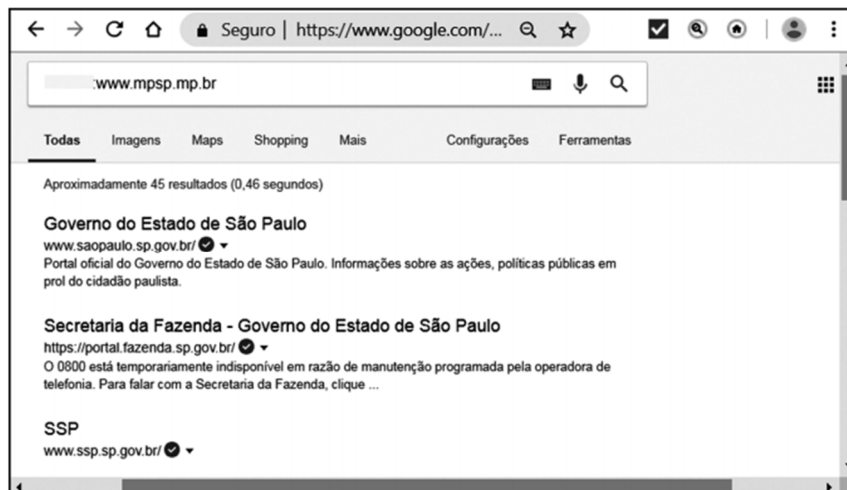 Seguro | https://www.google.com/...
:www.mpsp.mp.br
Todas Imagens Maps Shopping Mais Configurações Ferramentas
Aproximadamente 45 resultados (0,46 segundos)
Governo do Estado de São Paulo
www.saopaulo.sp.gov.br/
Portal oficial do Governo do Estado de São Paulo. Informações sobre as ações, políticas públicas em
prol do cidadão paulista.
Secretaria da Fazenda - Governo do Estado de São Paulo
https://portal.fazenda.sp.gov.br/
O 0800 está temporariamente indisponível em razão de manutenção programada pela operadora de
telefonia. Para falar com a Secretaria da Fazenda, clique ...
SSP
www.ssp.sp.gov.br/